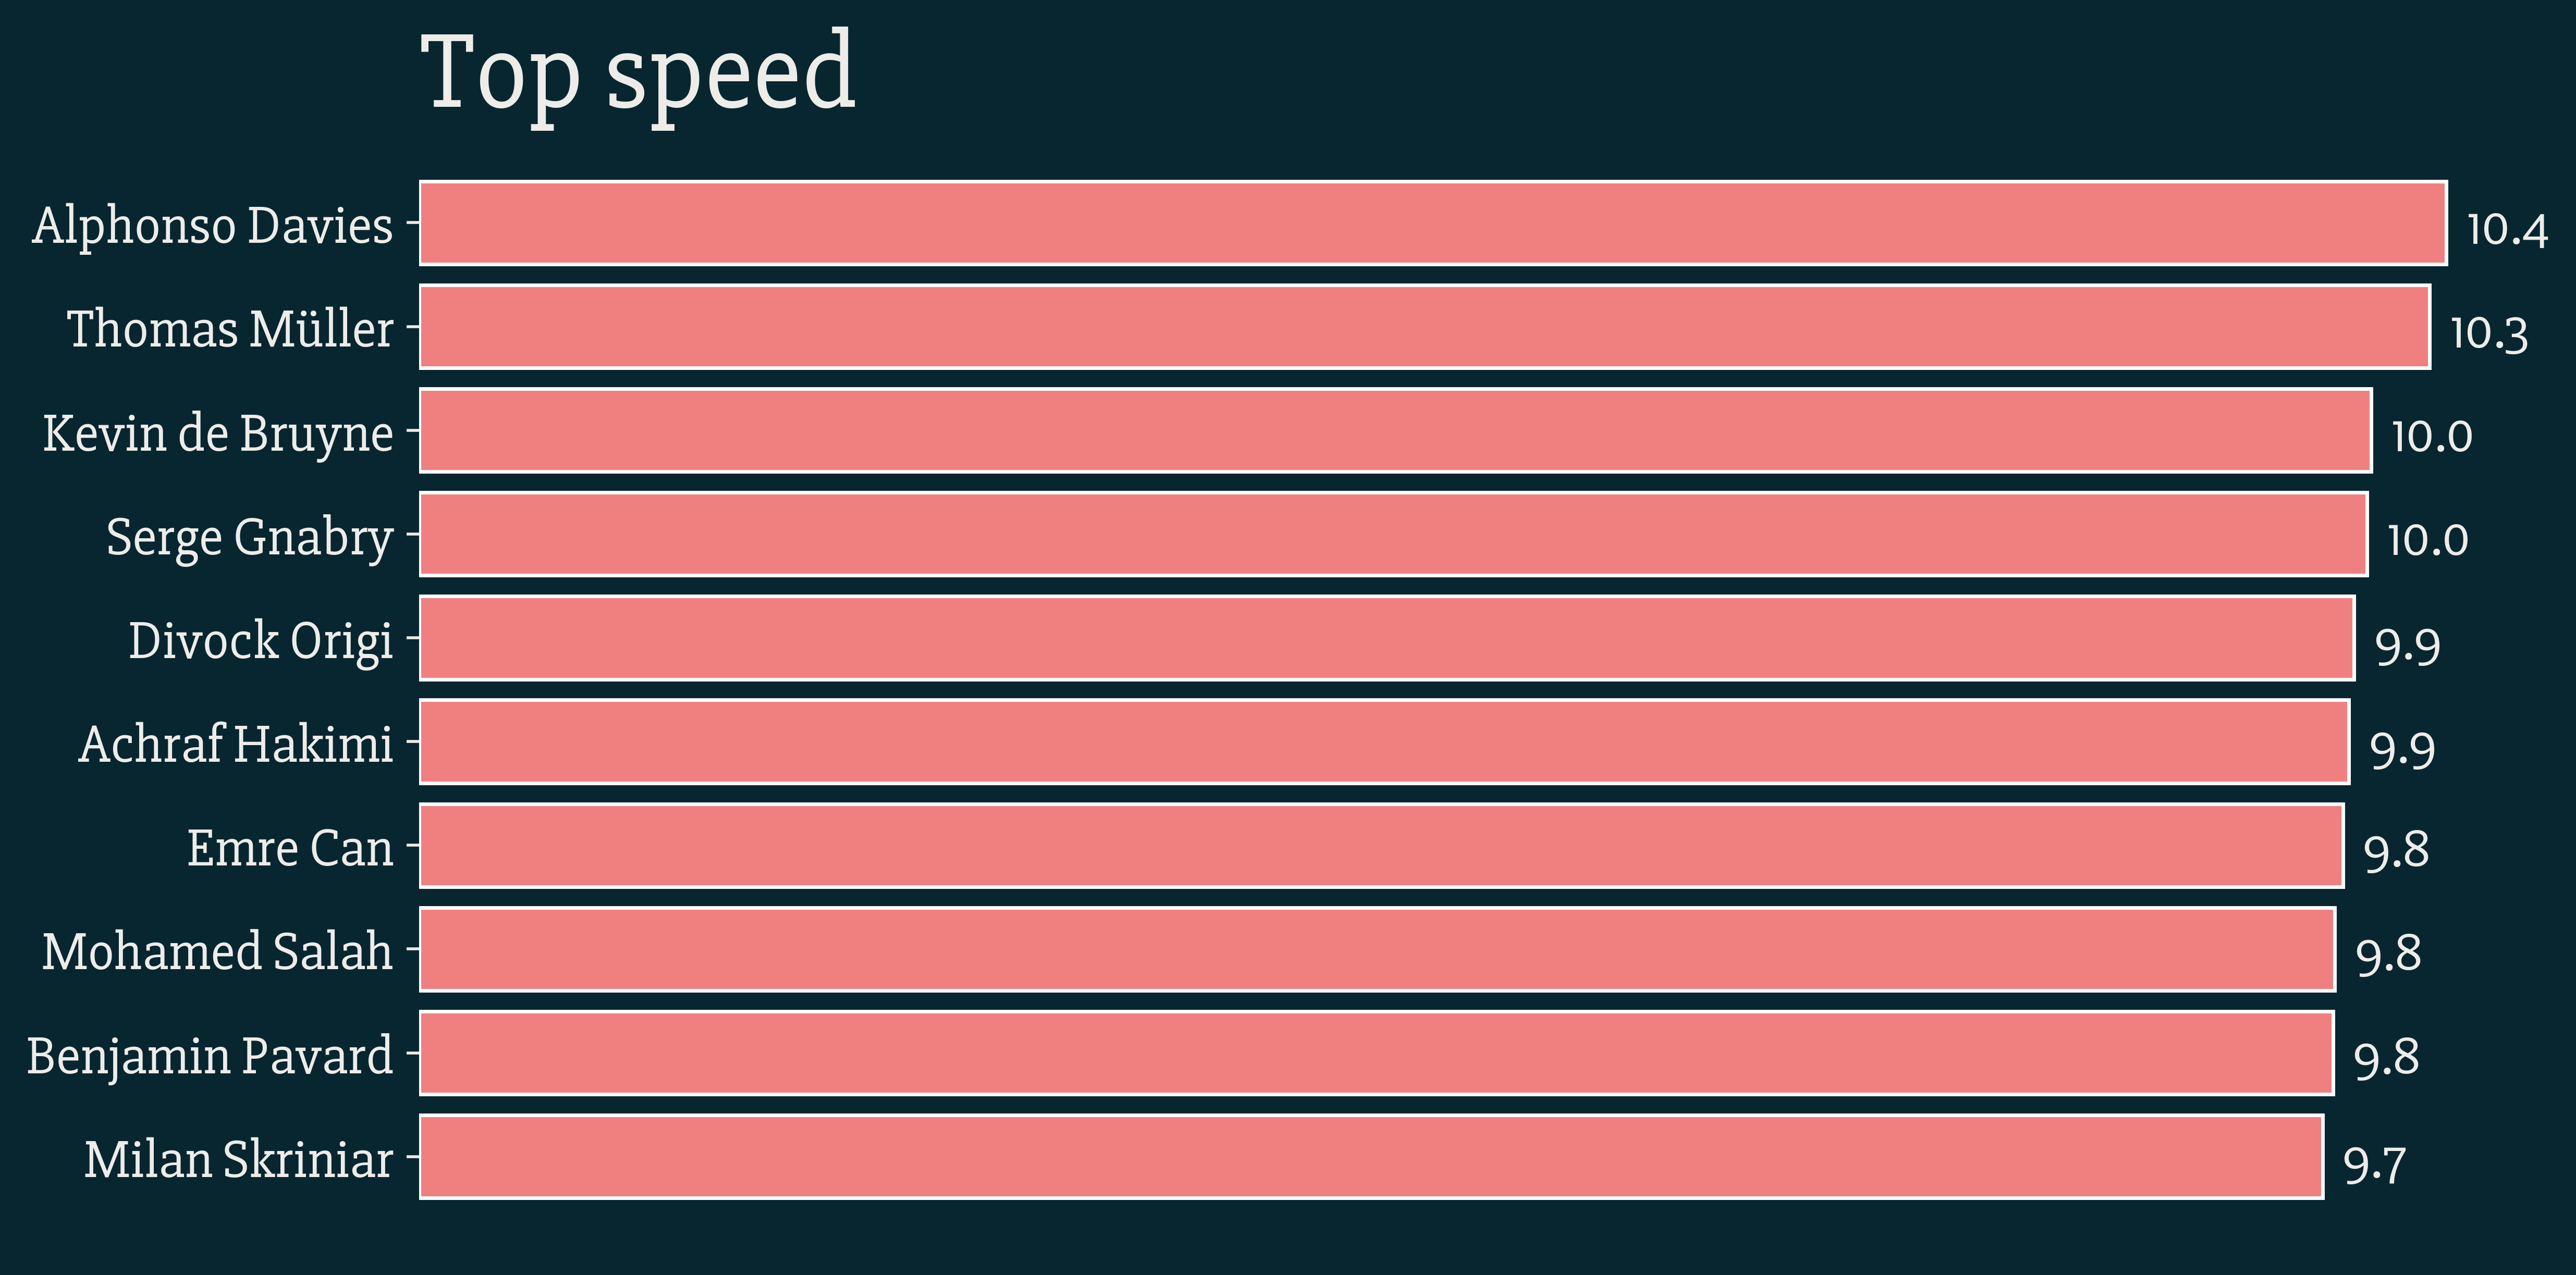 Top speed
Alphonso Davies 10.4
Thomas Müller 10.3
Kevin de Bruyne 10.0
Serge Gnabry 10.0
Divock Origi 9.9
Achraf Hakimi 9.9
Emre Can 9.8
Mohamed Salah 9.8
Benjamin Pavard 9.8
Milan Skriniar 9.7